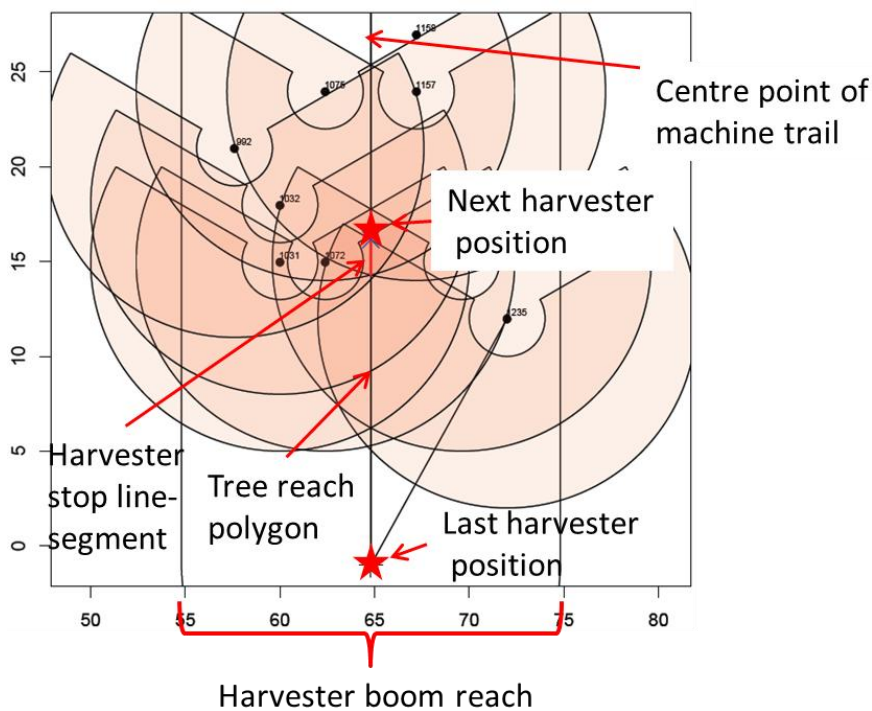 25
20
15
10
5
0
50
55
60
65
70
75
80
1158
1075
1157
992
1032
1031
1072
1235
Centre point of
machine trail
Next harvester
position
Harvester
stop line-
segment
Tree reach
polygon
Last harvester
position
Harvester boom reach